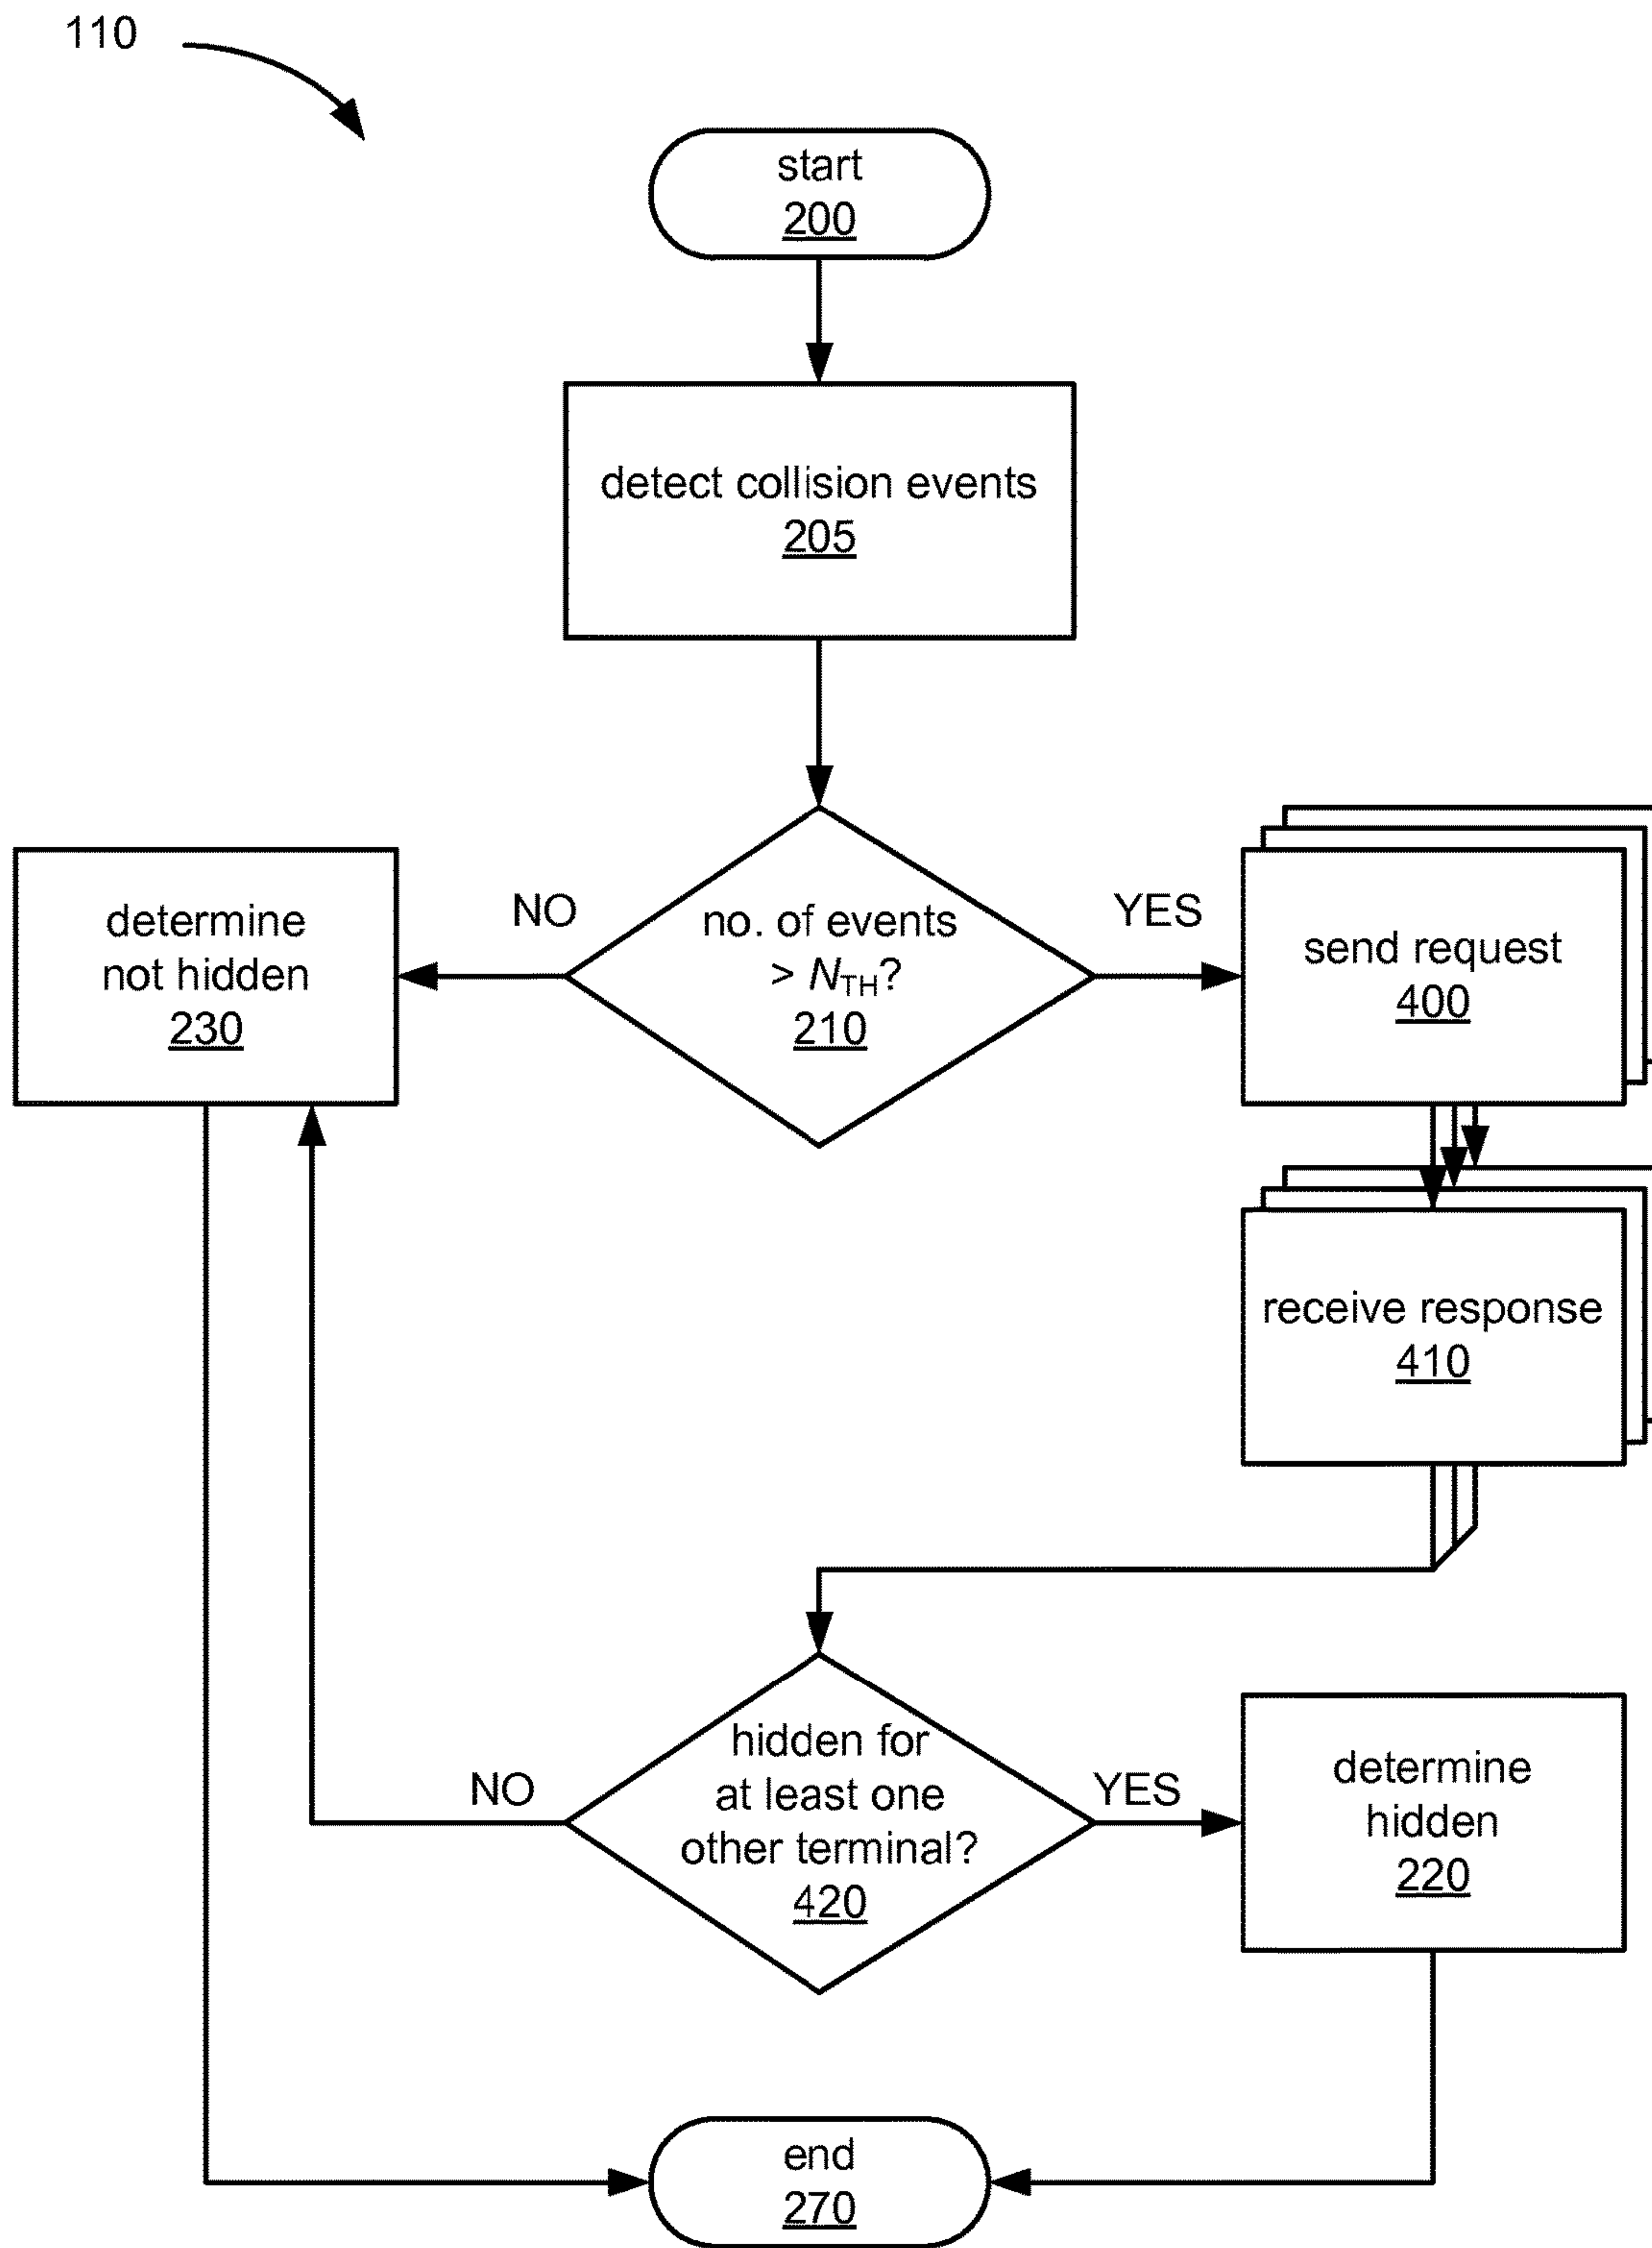 110
start
200
detect collision events
205
determine
not hidden
230
NO
no. of events
> N_TH?
210
YES
send request
400
receive response
410
NO
hidden for
at least one
other terminal?
420
YES
determine
hidden
220
end
270